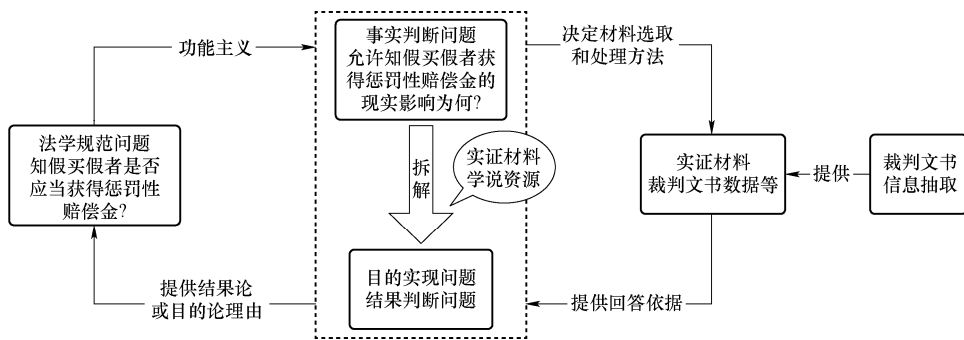 功能主义
事实判断问题
允许知假买假者获
得惩罚性赔偿金的
现实影响为何?
决定材料选取
和处理方法
法学规范问题
知假买假者是否
应当获得惩罚性
赔偿金?
拆解
实证材料
学说资源
实证材料
裁判文书数据等
提供
裁判文书
信息抽取
目的实现问题
结果判断问题
提供结果论
或目的论理由
提供回答依据